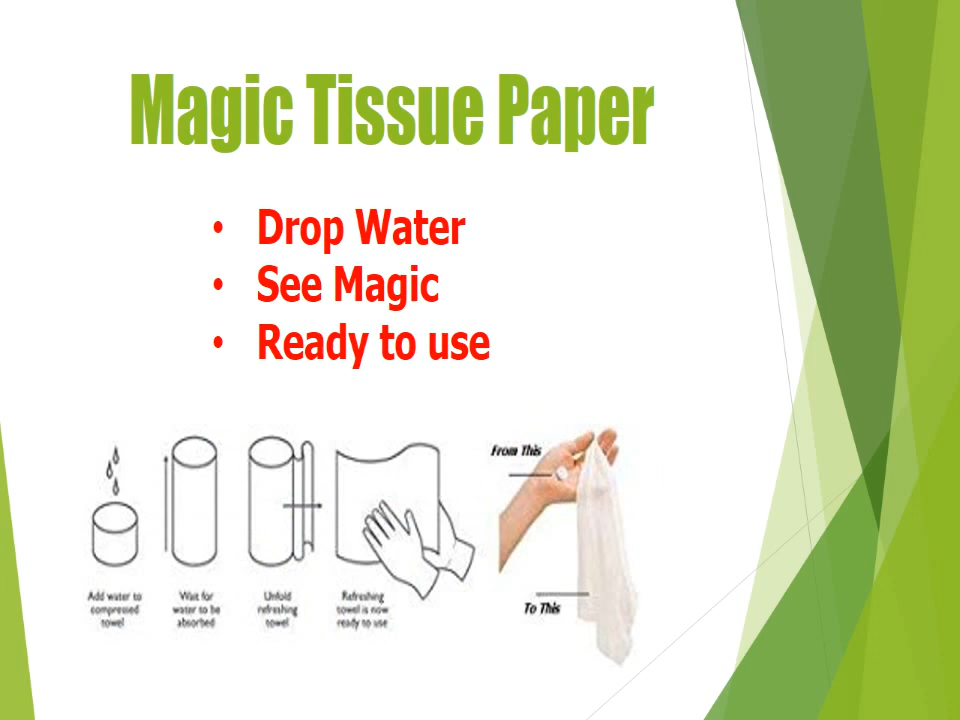 Magic Tissue Paper
• Drop Water
• See Magic
• Ready to use
From This
To This
Add water to
compressed
towel
Wait for
water to be
absorbed
Unfold
refreshing
towel
Refreshing
towel is now
ready to use